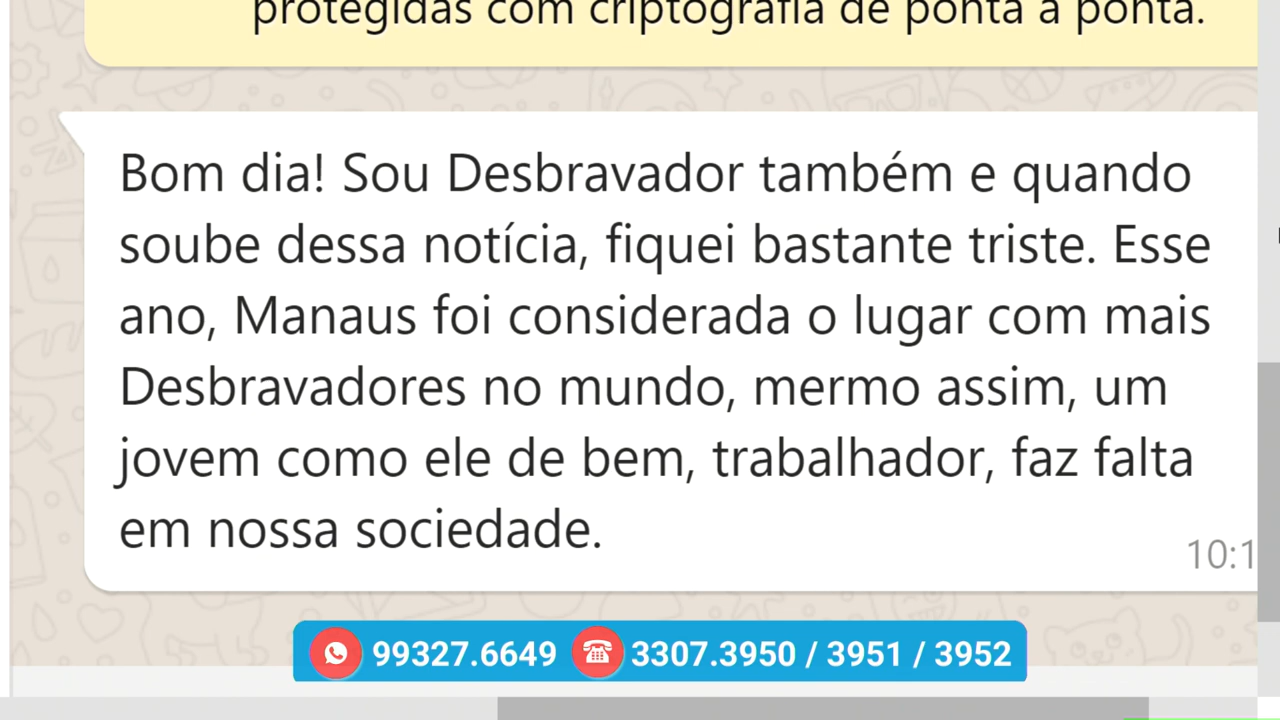 protegidas com criptografia de ponta a ponta.
Bom dia! Sou Desbravador também e quando
soube dessa notícia, fiquei bastante triste. Esse
ano, Manaus foi considerada o lugar com mais
Desbravadores no mundo, mermo assim, um
jovem como ele de bem, trabalhador, faz falta
em nossa sociedade.
10:1
99327.6649 3307.3950 / 3951 / 3952